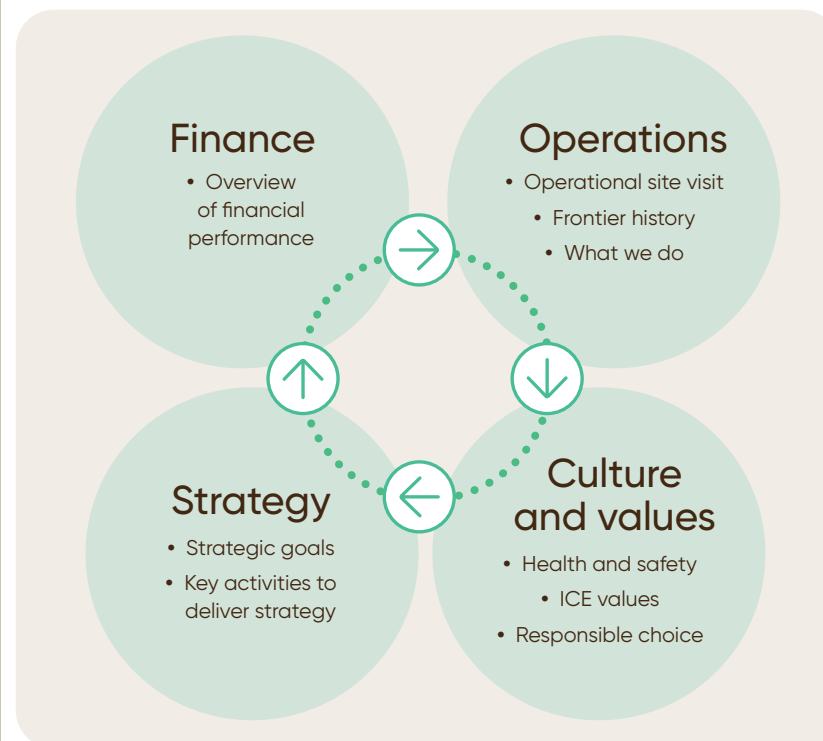 Finance
• Overview
of financial
performance
Operations
• Operational site visit
• Frontier history
• What we do
Strategy
• Strategic goals
• Key activities to
deliver strategy
Culture
and values
• Health and safety
• ICE values
• Responsible choice